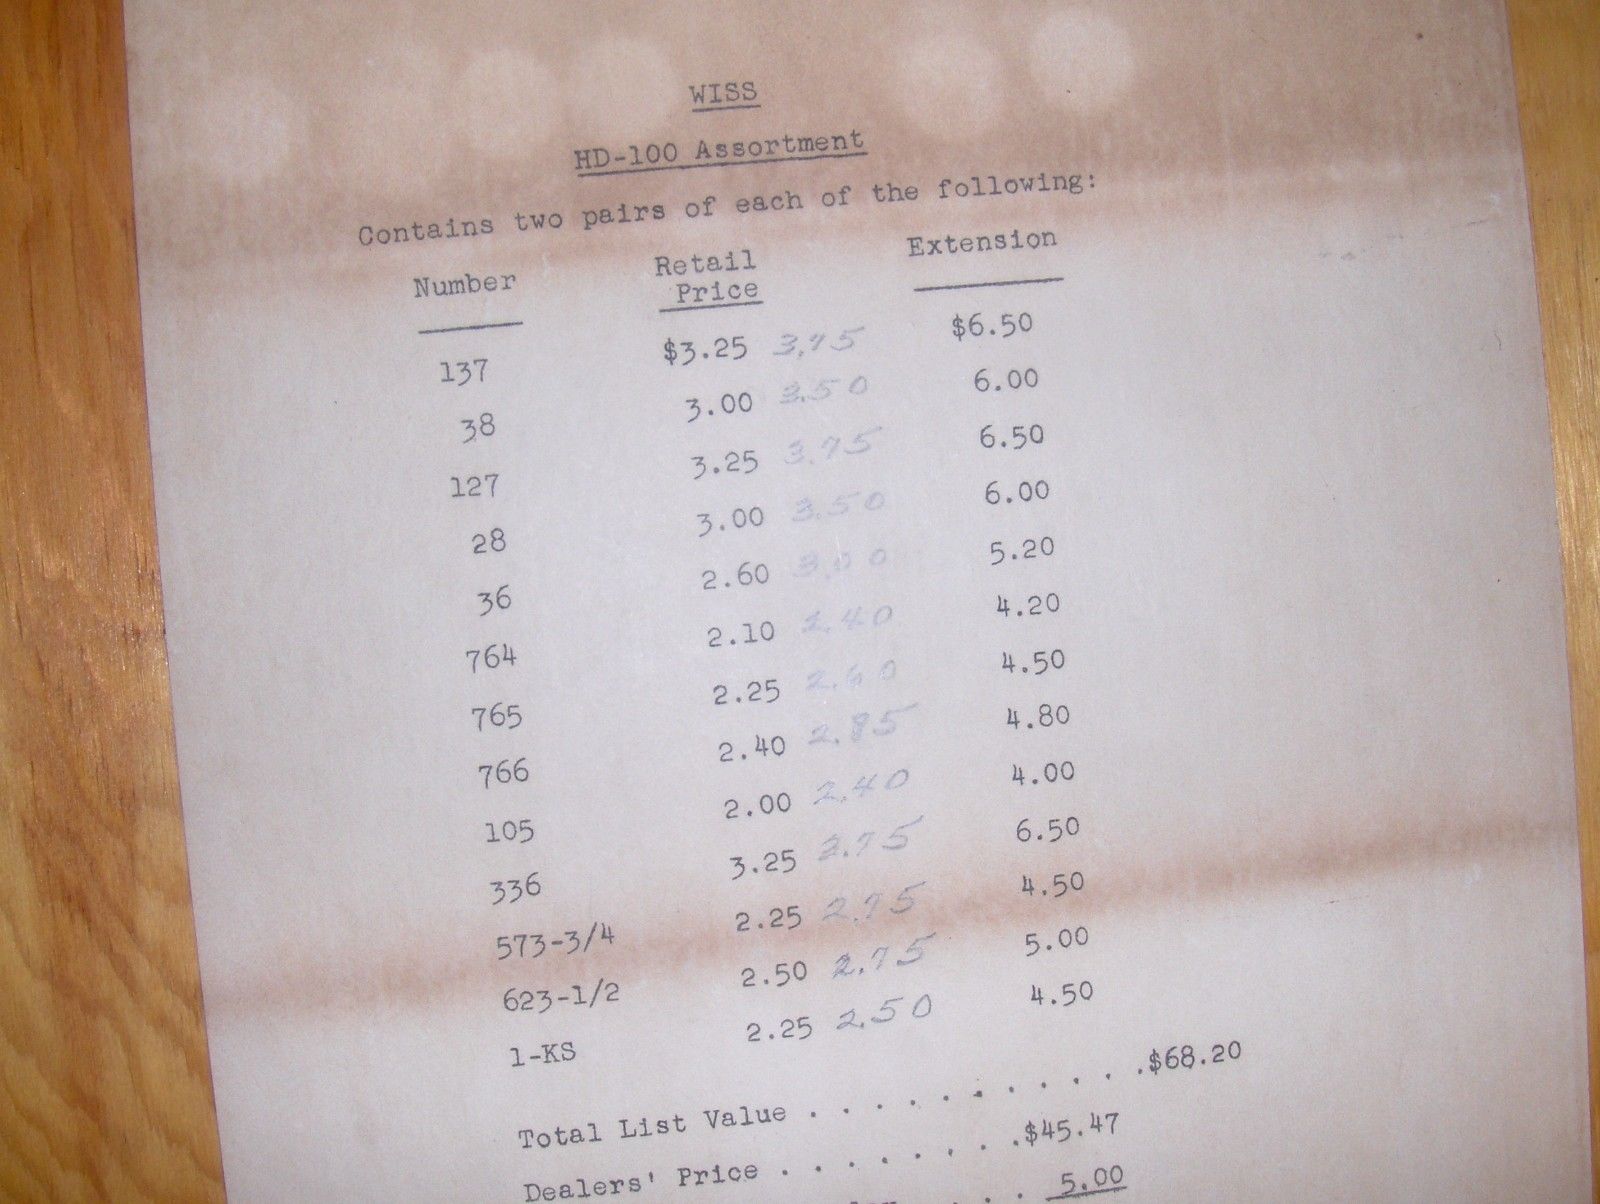 WISS
HD-100 Assortment
Contains two pairs of each of the following:
Number Retail Price Extension
137 $3.25 3.75 $6.50
38 3.00 3.50 6.00
127 3.25 3.75 6.50
28 3.00 3.50 6.00
36 2.60 3.00 5.20
764 2.10 2.40 4.20
765 2.25 2.60 4.50
766 2.40 2.85 4.80
105 2.00 2.40 4.00
336 3.25 3.75 6.50
573-3/4 2.25 2.75 4.50
623-1/2 2.50 2.75 5.00
1-KS 2.25 2.50 4.50
Total List Value . . . . . . . . . . .$68.20
Dealers' Price . . . . . . . .$45.47
5.00